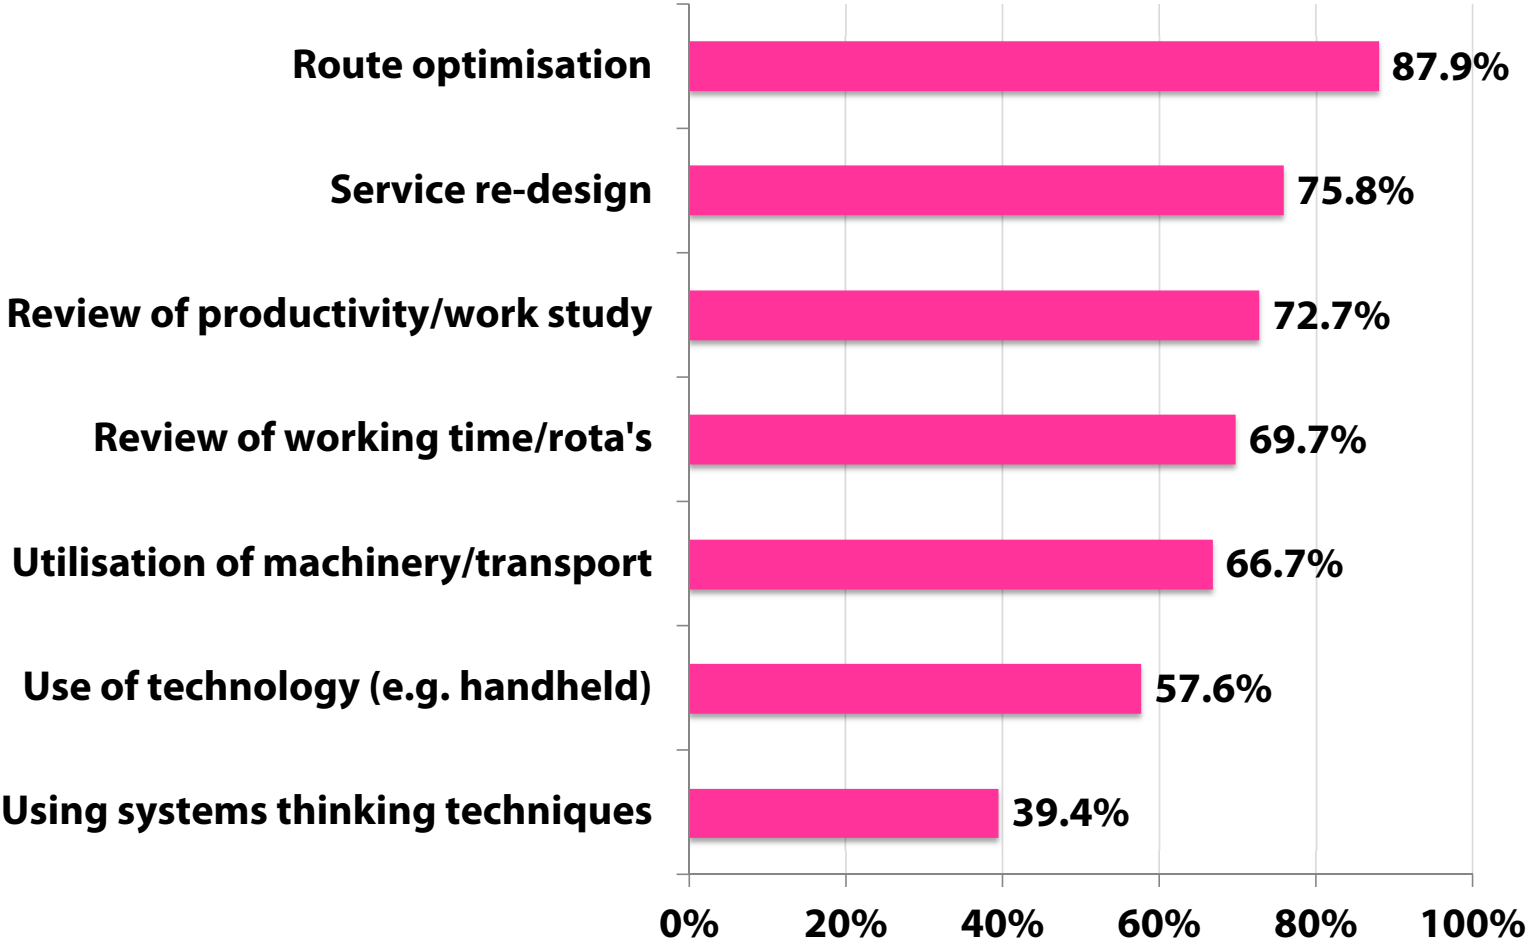 Route optimisation 87.9%
Service re-design 75.8%
Review of productivity/work study 72.7%
Review of working time/rota's 69.7%
Utilisation of machinery/transport 66.7%
Use of technology (e.g. handheld) 57.6%
Using systems thinking techniques 39.4%
0% 20% 40% 60% 80% 100%